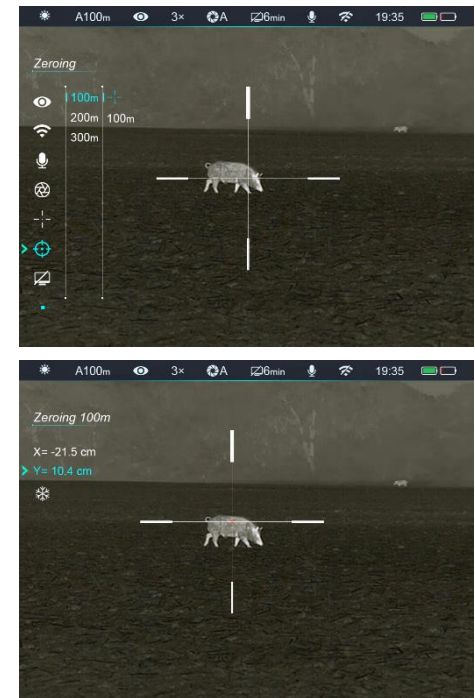 A100m 3× A 6min 19:35
Zeroing
100m
200m 100m
300m
A100m 3× A 6min 19:35
Zeroing 100m
X= -21.5 cm
Y= 10.4 cm